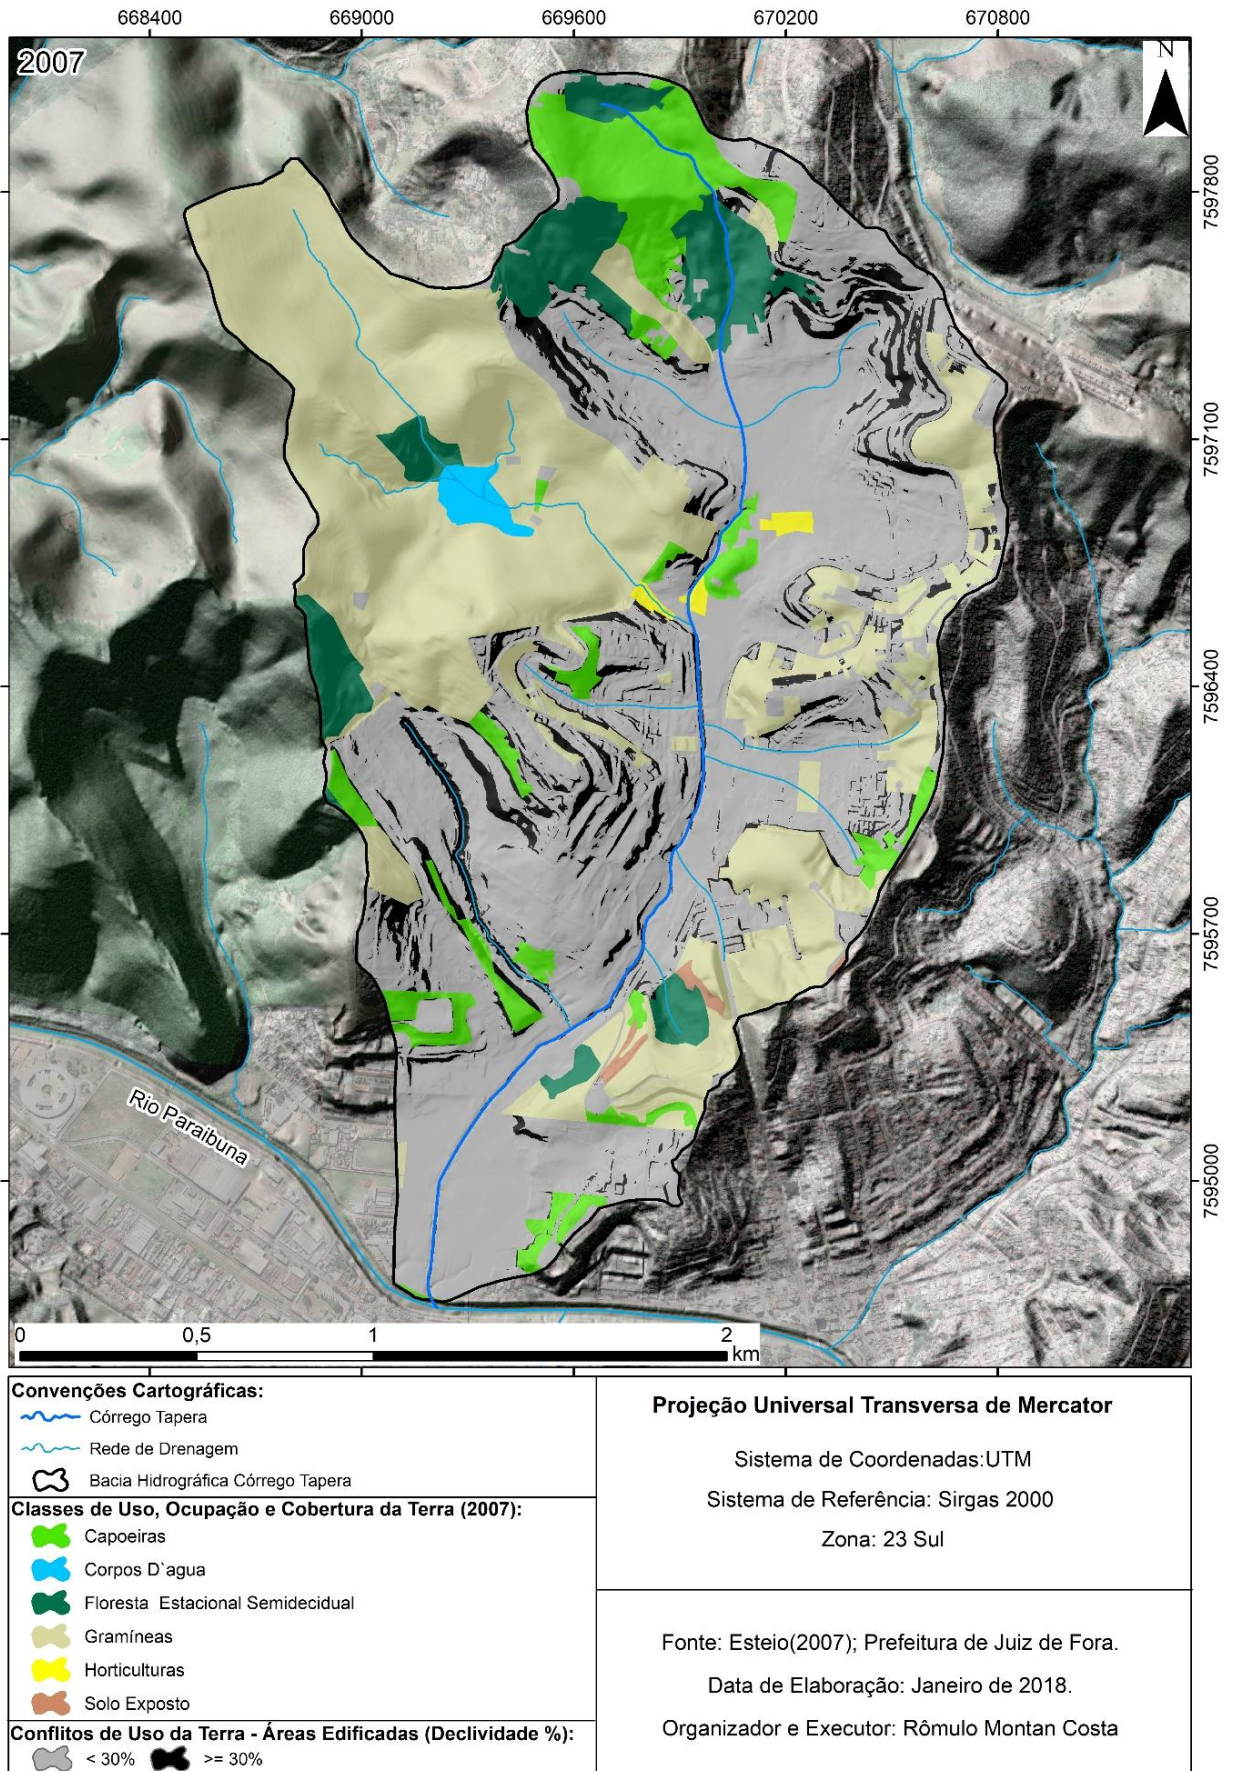 668400 669000 669600 670200 670800
2007
N
7597800
7597100
7596400
7595700
7595000
Rio Paraibuna
0 0,5 1 2
km
Convenções Cartográficas:
Córrego Tapera
Rede de Drenagem
Bacia Hidrográfica Córrego Tapera
Classes de Uso, Ocupação e Cobertura da Terra (2007):
Capoeiras
Corpos D`agua
Floresta Estacional Semidecidual
Gramíneas
Horticulturas
Solo Exposto
Conflitos de Uso da Terra - Áreas Edificadas (Declividade %):
< 30% >= 30%
Projeção Universal Transversa de Mercator
Sistema de Coordenadas:UTM
Sistema de Referência: Sirgas 2000
Zona: 23 Sul
Fonte: Esteio(2007); Prefeitura de Juiz de Fora.
Data de Elaboração: Janeiro de 2018.
Organizador e Executor: Rômulo Montan Costa